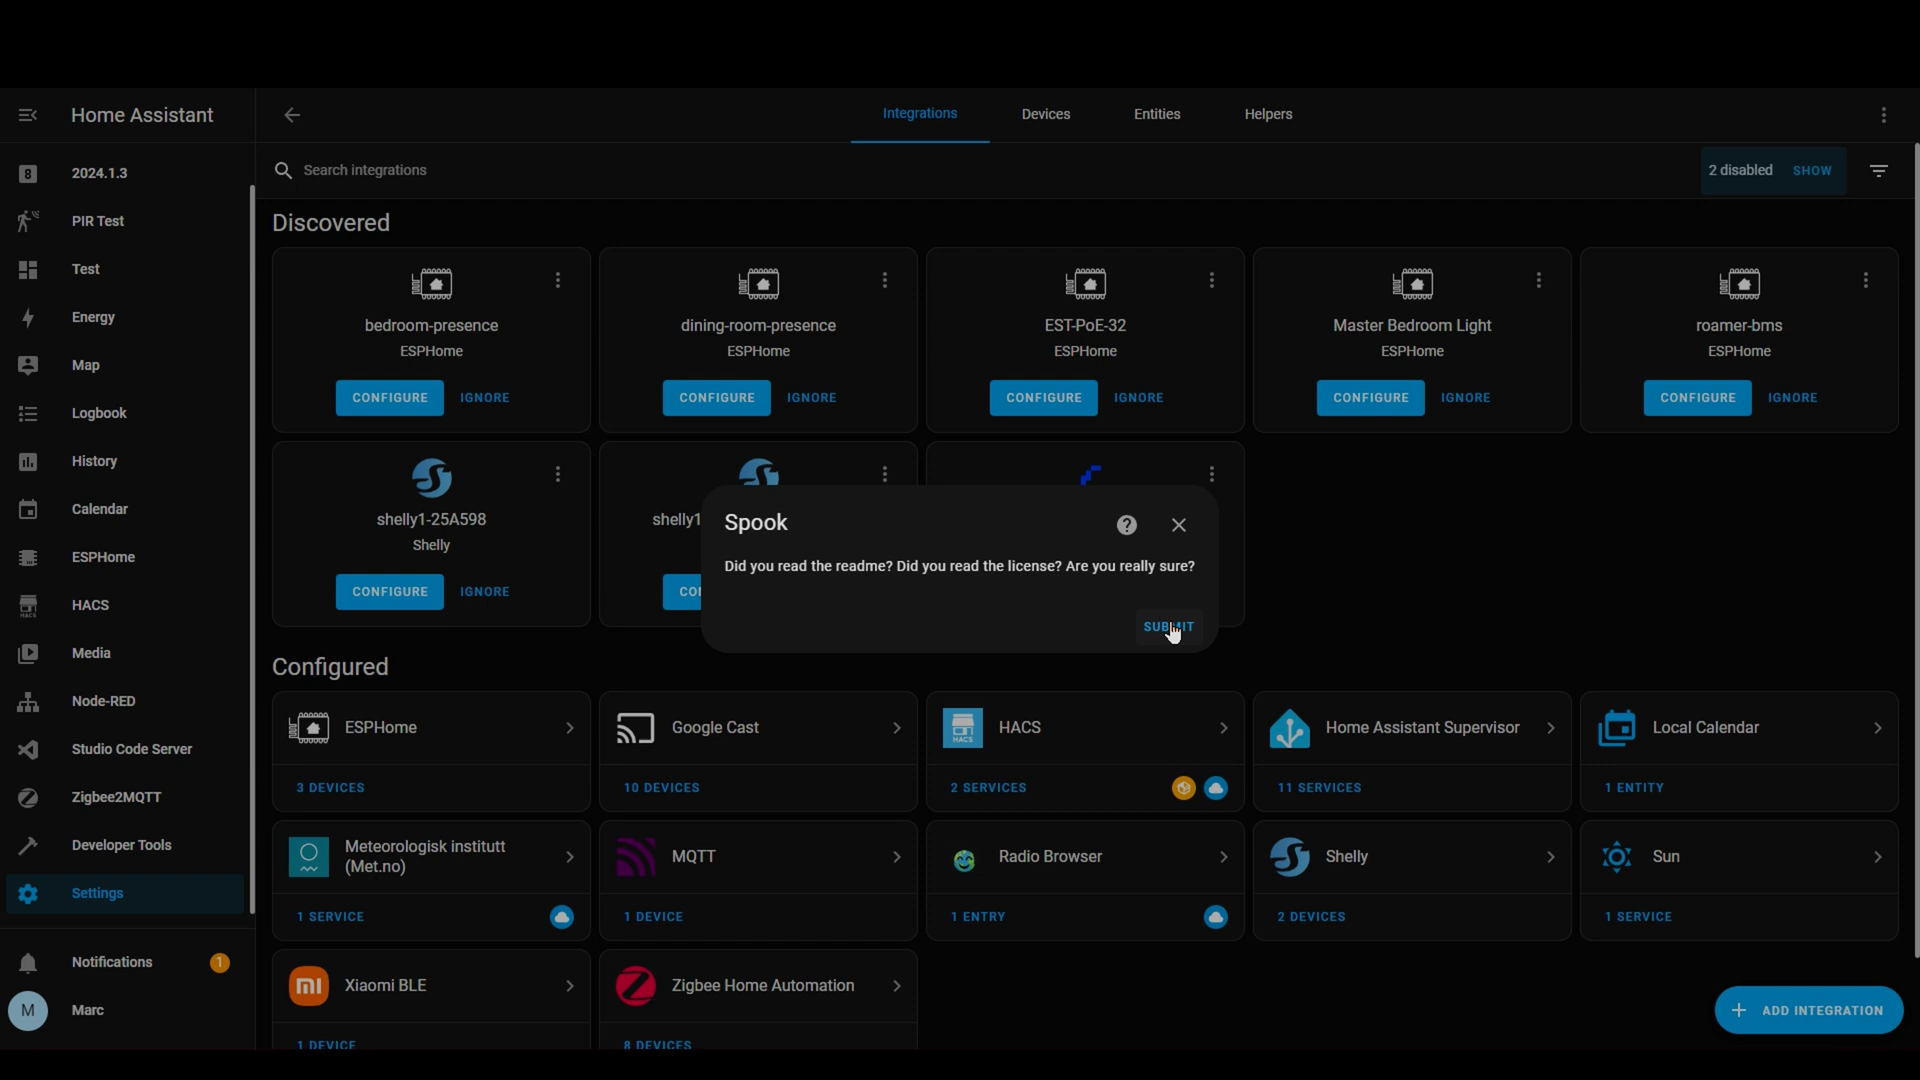 Home Assistant
Integrations
Devices
Entities
Helpers
2024.1.3
PIR Test
Test
Energy
Map
Logbook
History
Calendar
ESPHome
HACS
Media
Node-RED
Studio Code Server
Zigbee2MQTT
Developer Tools
Settings
Notifications 1
M Marc
Search integrations
2 disabled SHOW
Discovered
bedroom-presence
ESPHome
CONFIGURE IGNORE
dining-room-presence
ESPHome
CONFIGURE IGNORE
EST-PoE-32
ESPHome
CONFIGURE IGNORE
Master Bedroom Light
ESPHome
CONFIGURE IGNORE
roamer-bms
ESPHome
CONFIGURE IGNORE
shelly1-25A598
Shelly
CONFIGURE IGNORE
shelly1
CO
Spook
Did you read the readme? Did you read the license? Are you really sure?
SUBMIT
Configured
ESPHome
3 DEVICES
Google Cast
10 DEVICES
HACS
HACS
2 SERVICES
Home Assistant Supervisor
11 SERVICES
Local Calendar
1 ENTITY
Meteorologisk institutt
(Met.no)
1 SERVICE
MQTT
1 DEVICE
Radio Browser
1 ENTRY
Shelly
2 DEVICES
Sun
1 SERVICE
Xiaomi BLE
1 DEVICE
Zigbee Home Automation
8 DEVICES
ADD INTEGRATION